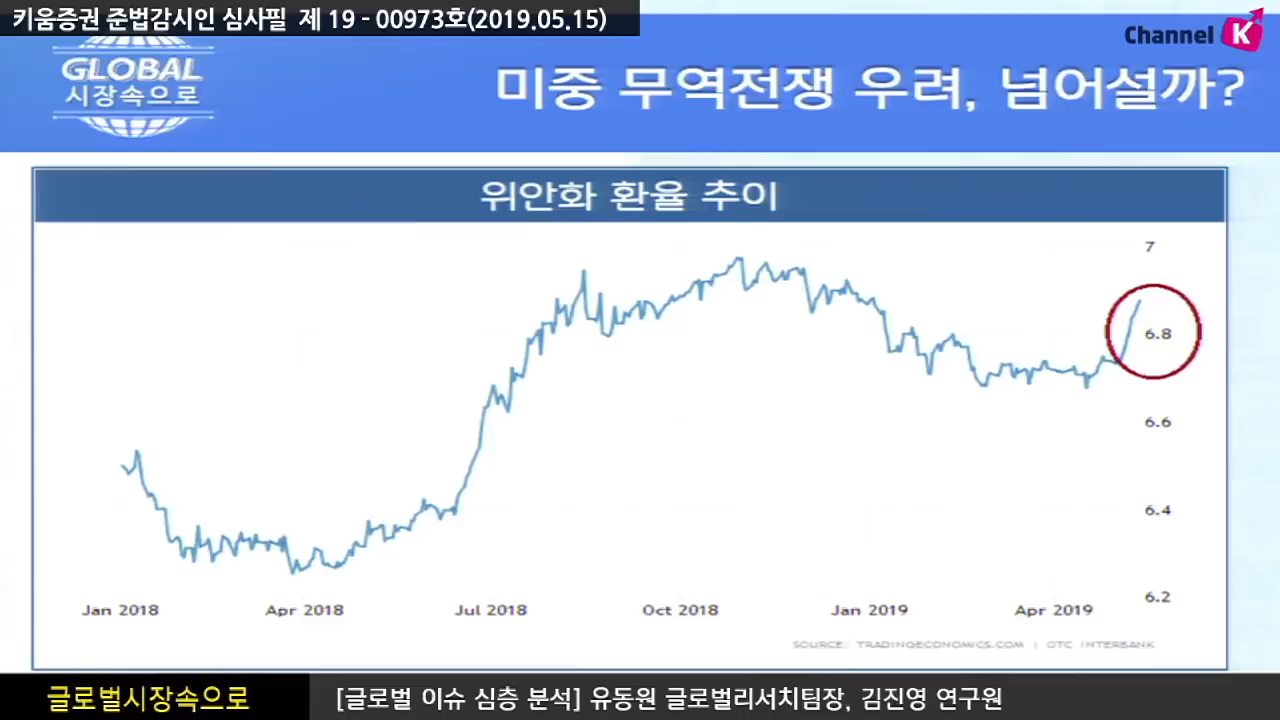 키움증권 준법감시인 심사필 제 19 - 00973호(2019.05.15)
Channel K
GLOBAL
시장속으로
미중 무역전쟁 우려, 넘어설까?
위안화 환율 추이
7
6.8
6.6
6.4
6.2
Jan 2018 Apr 2018 Jul 2018 Oct 2018 Jan 2019 Apr 2019
SOURCE: TRADINGECONOMICS.COM | OTC INTERBANK
글로벌시장속으로
[글로벌 이슈 심층 분석] 유동원 글로벌리서치팀장, 김진영 연구원